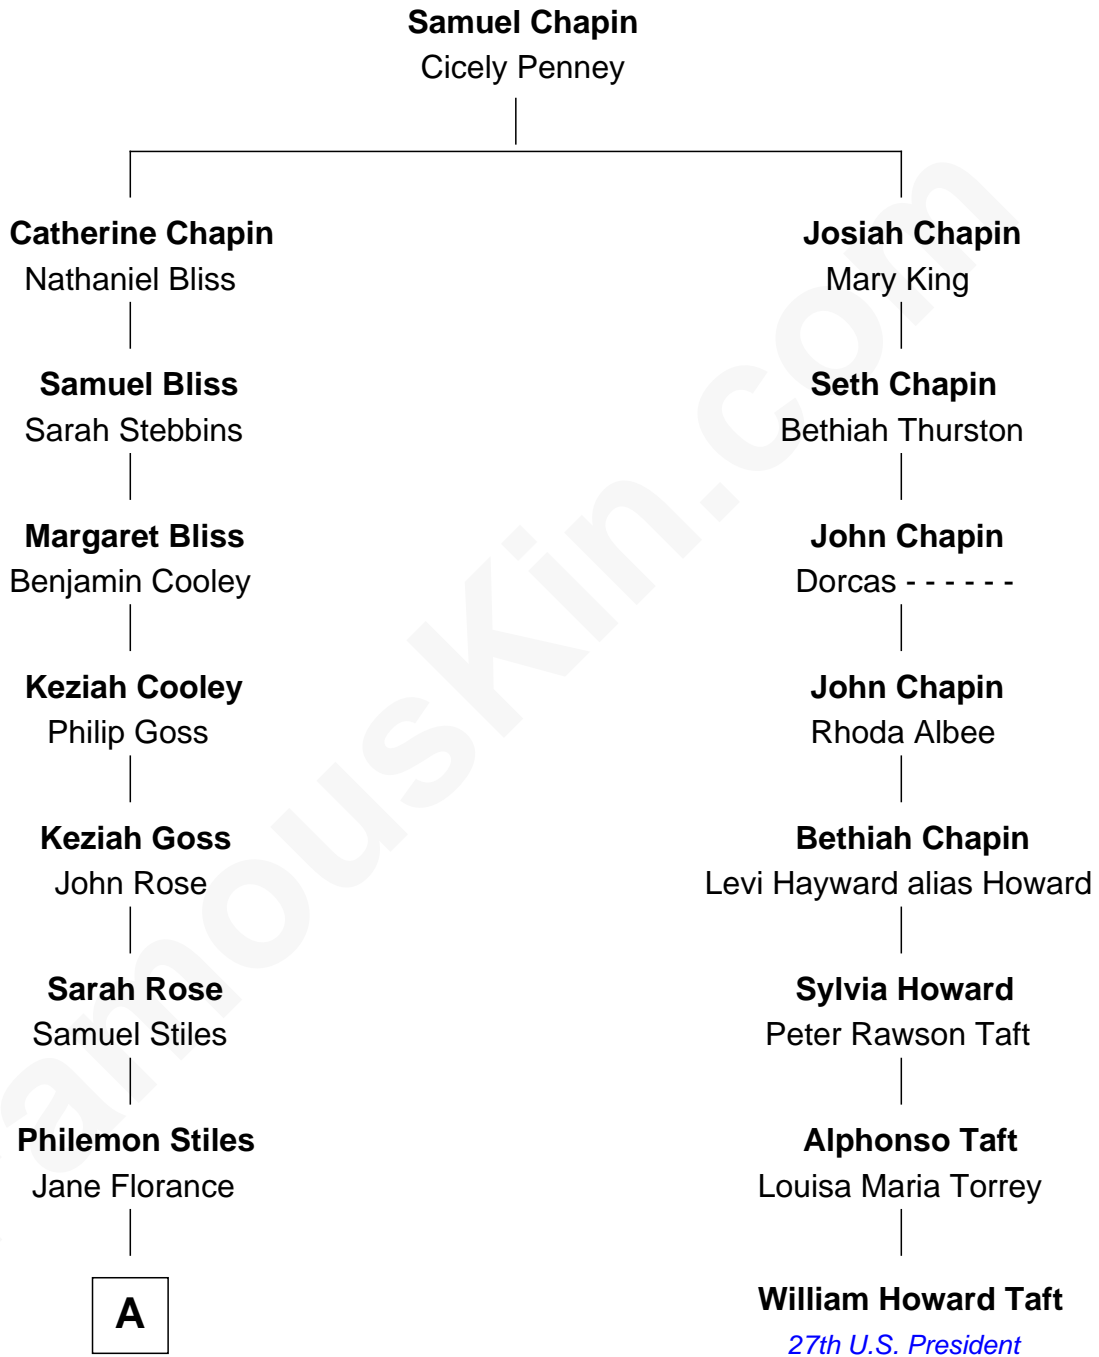 Samuel Chapin
Cicely Penney
Catherine Chapin
Nathaniel Bliss
Josiah Chapin
Mary King
Samuel Bliss
Sarah Stebbins
Seth Chapin
Bethiah Thurston
Margaret Bliss
Benjamin Cooley
John Chapin
Dorcas - - - - - -
Keziah Cooley
Philip Goss
John Chapin
Rhoda Albee
Keziah Goss
John Rose
Bethiah Chapin
Levi Hayward alias Howard
Sarah Rose
Samuel Stiles
Sylvia Howard
Peter Rawson Taft
Philemon Stiles
Jane Florance
Alphonso Taft
Louisa Maria Torrey
A
William Howard Taft
27th U.S. President
amousKin.com